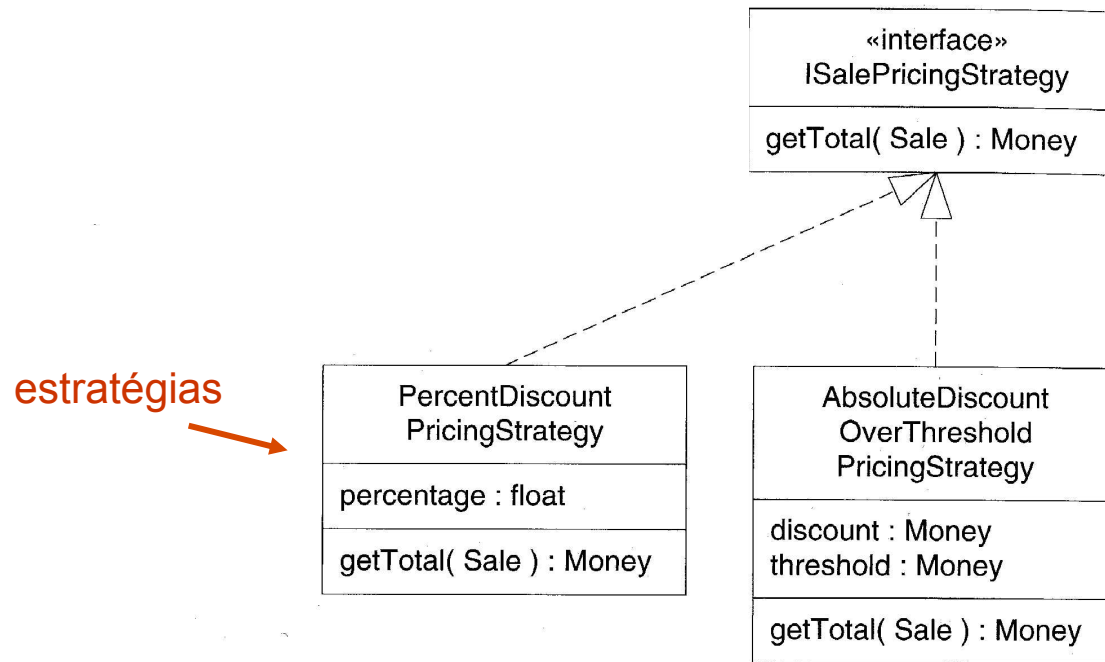 «interface»
ISalePricingStrategy
getTotal( Sale ) : Money
estratégias
PercentDiscount
PricingStrategy
percentage : float
getTotal( Sale ) : Money
AbsoluteDiscount
OverThreshold
PricingStrategy
discount : Money
threshold : Money
getTotal( Sale ) : Money